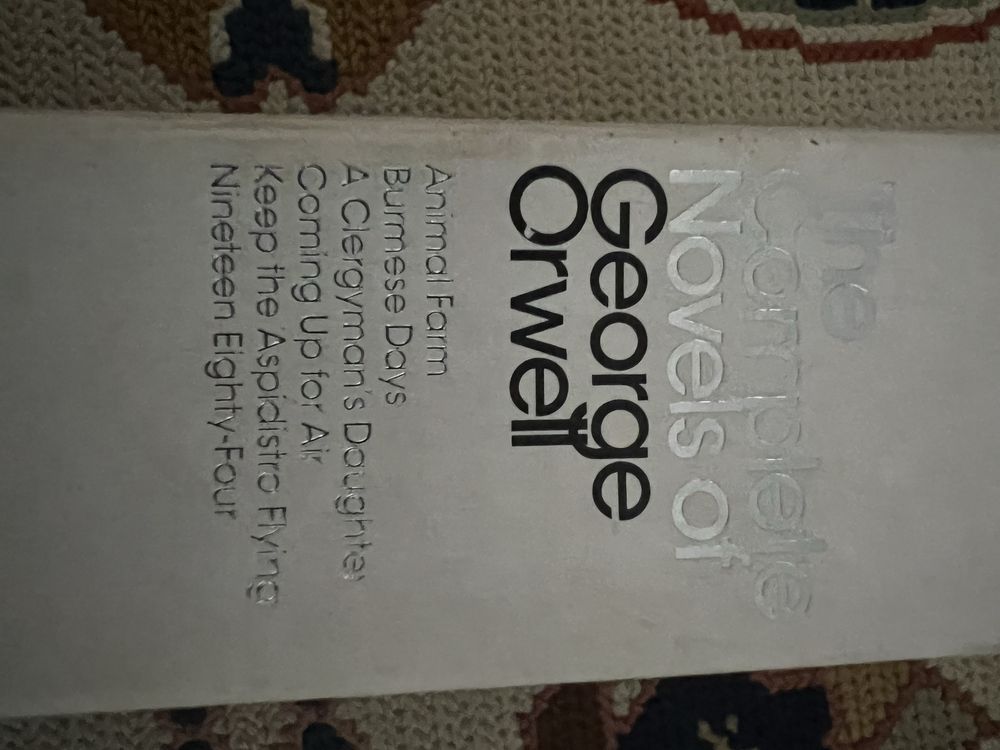 The
Complete
Novels of
George
Orwell
Animal Farm
Burmese Days
A Clergyman's Daughter
Coming Up for Air
Keep the Aspidistra Flying
Nineteen Eighty-Four